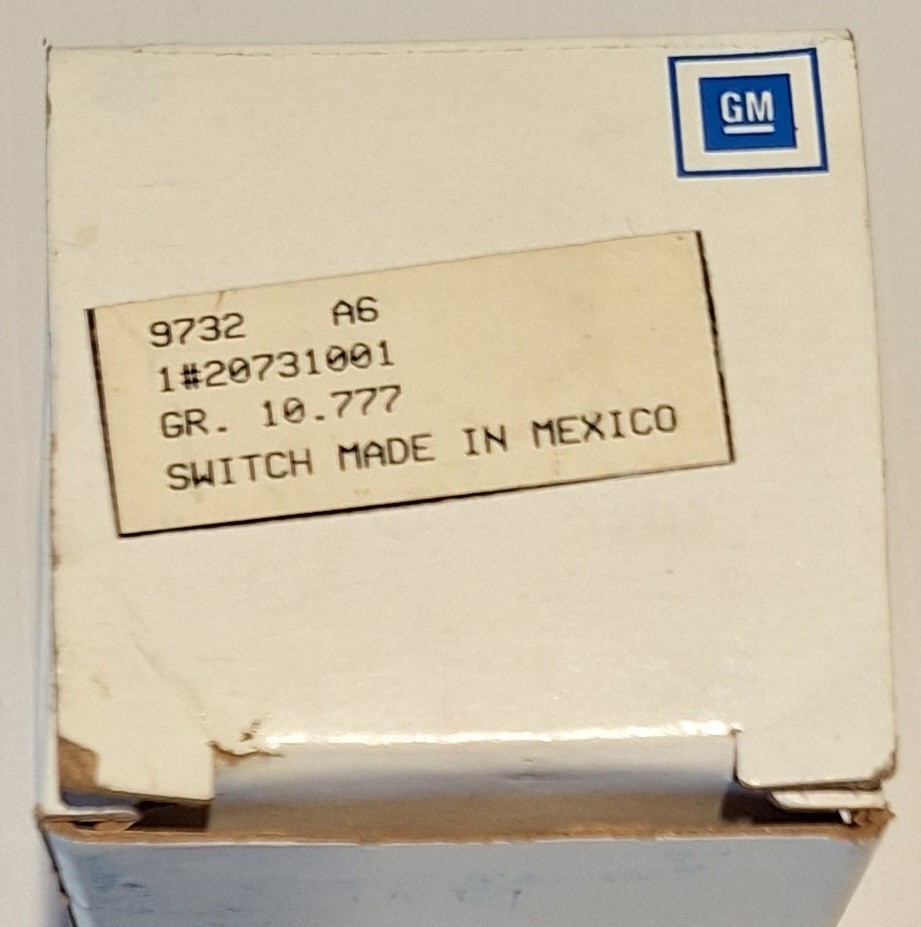 GM
9732 A6
1#20731001
GR. 10.777
SWITCH MADE IN MEXICO